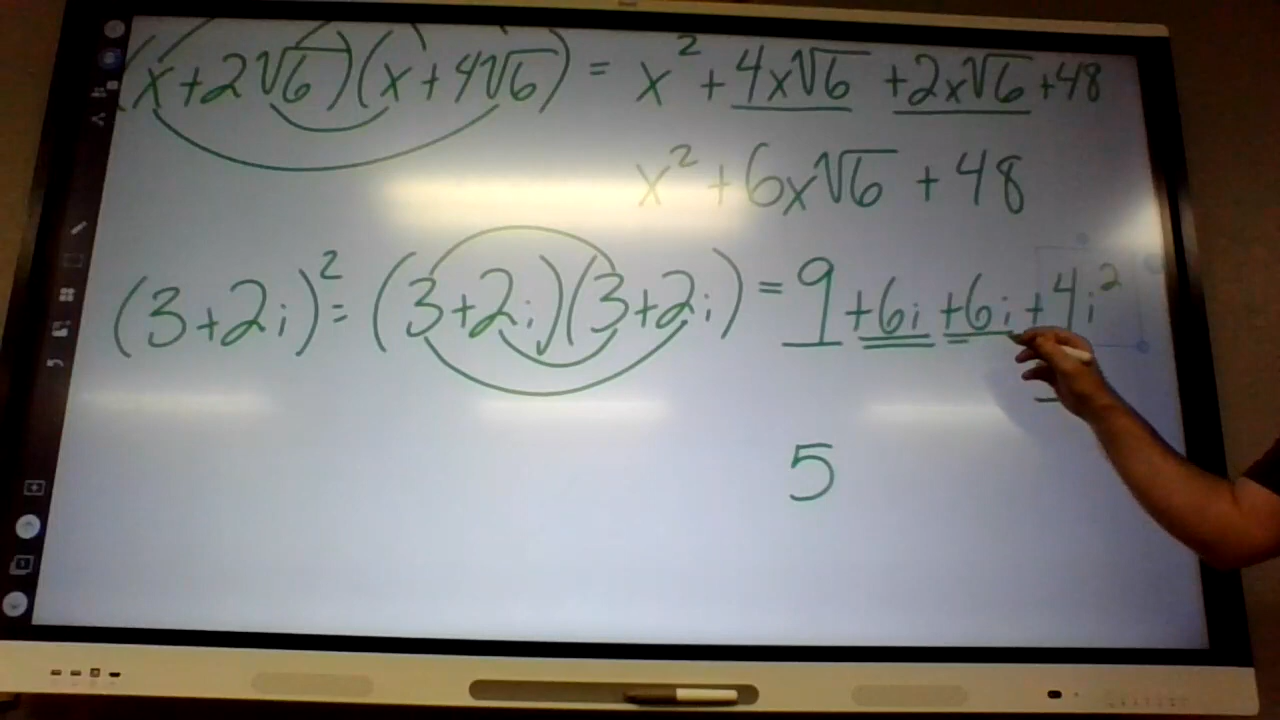 (x+2√6)(x+4√6) = x²+4x√6 +2x√6+48
x²+6x√6+48
(3+2i)²=(3+2i)(3+2i)=9+6i+6i+4i²
5